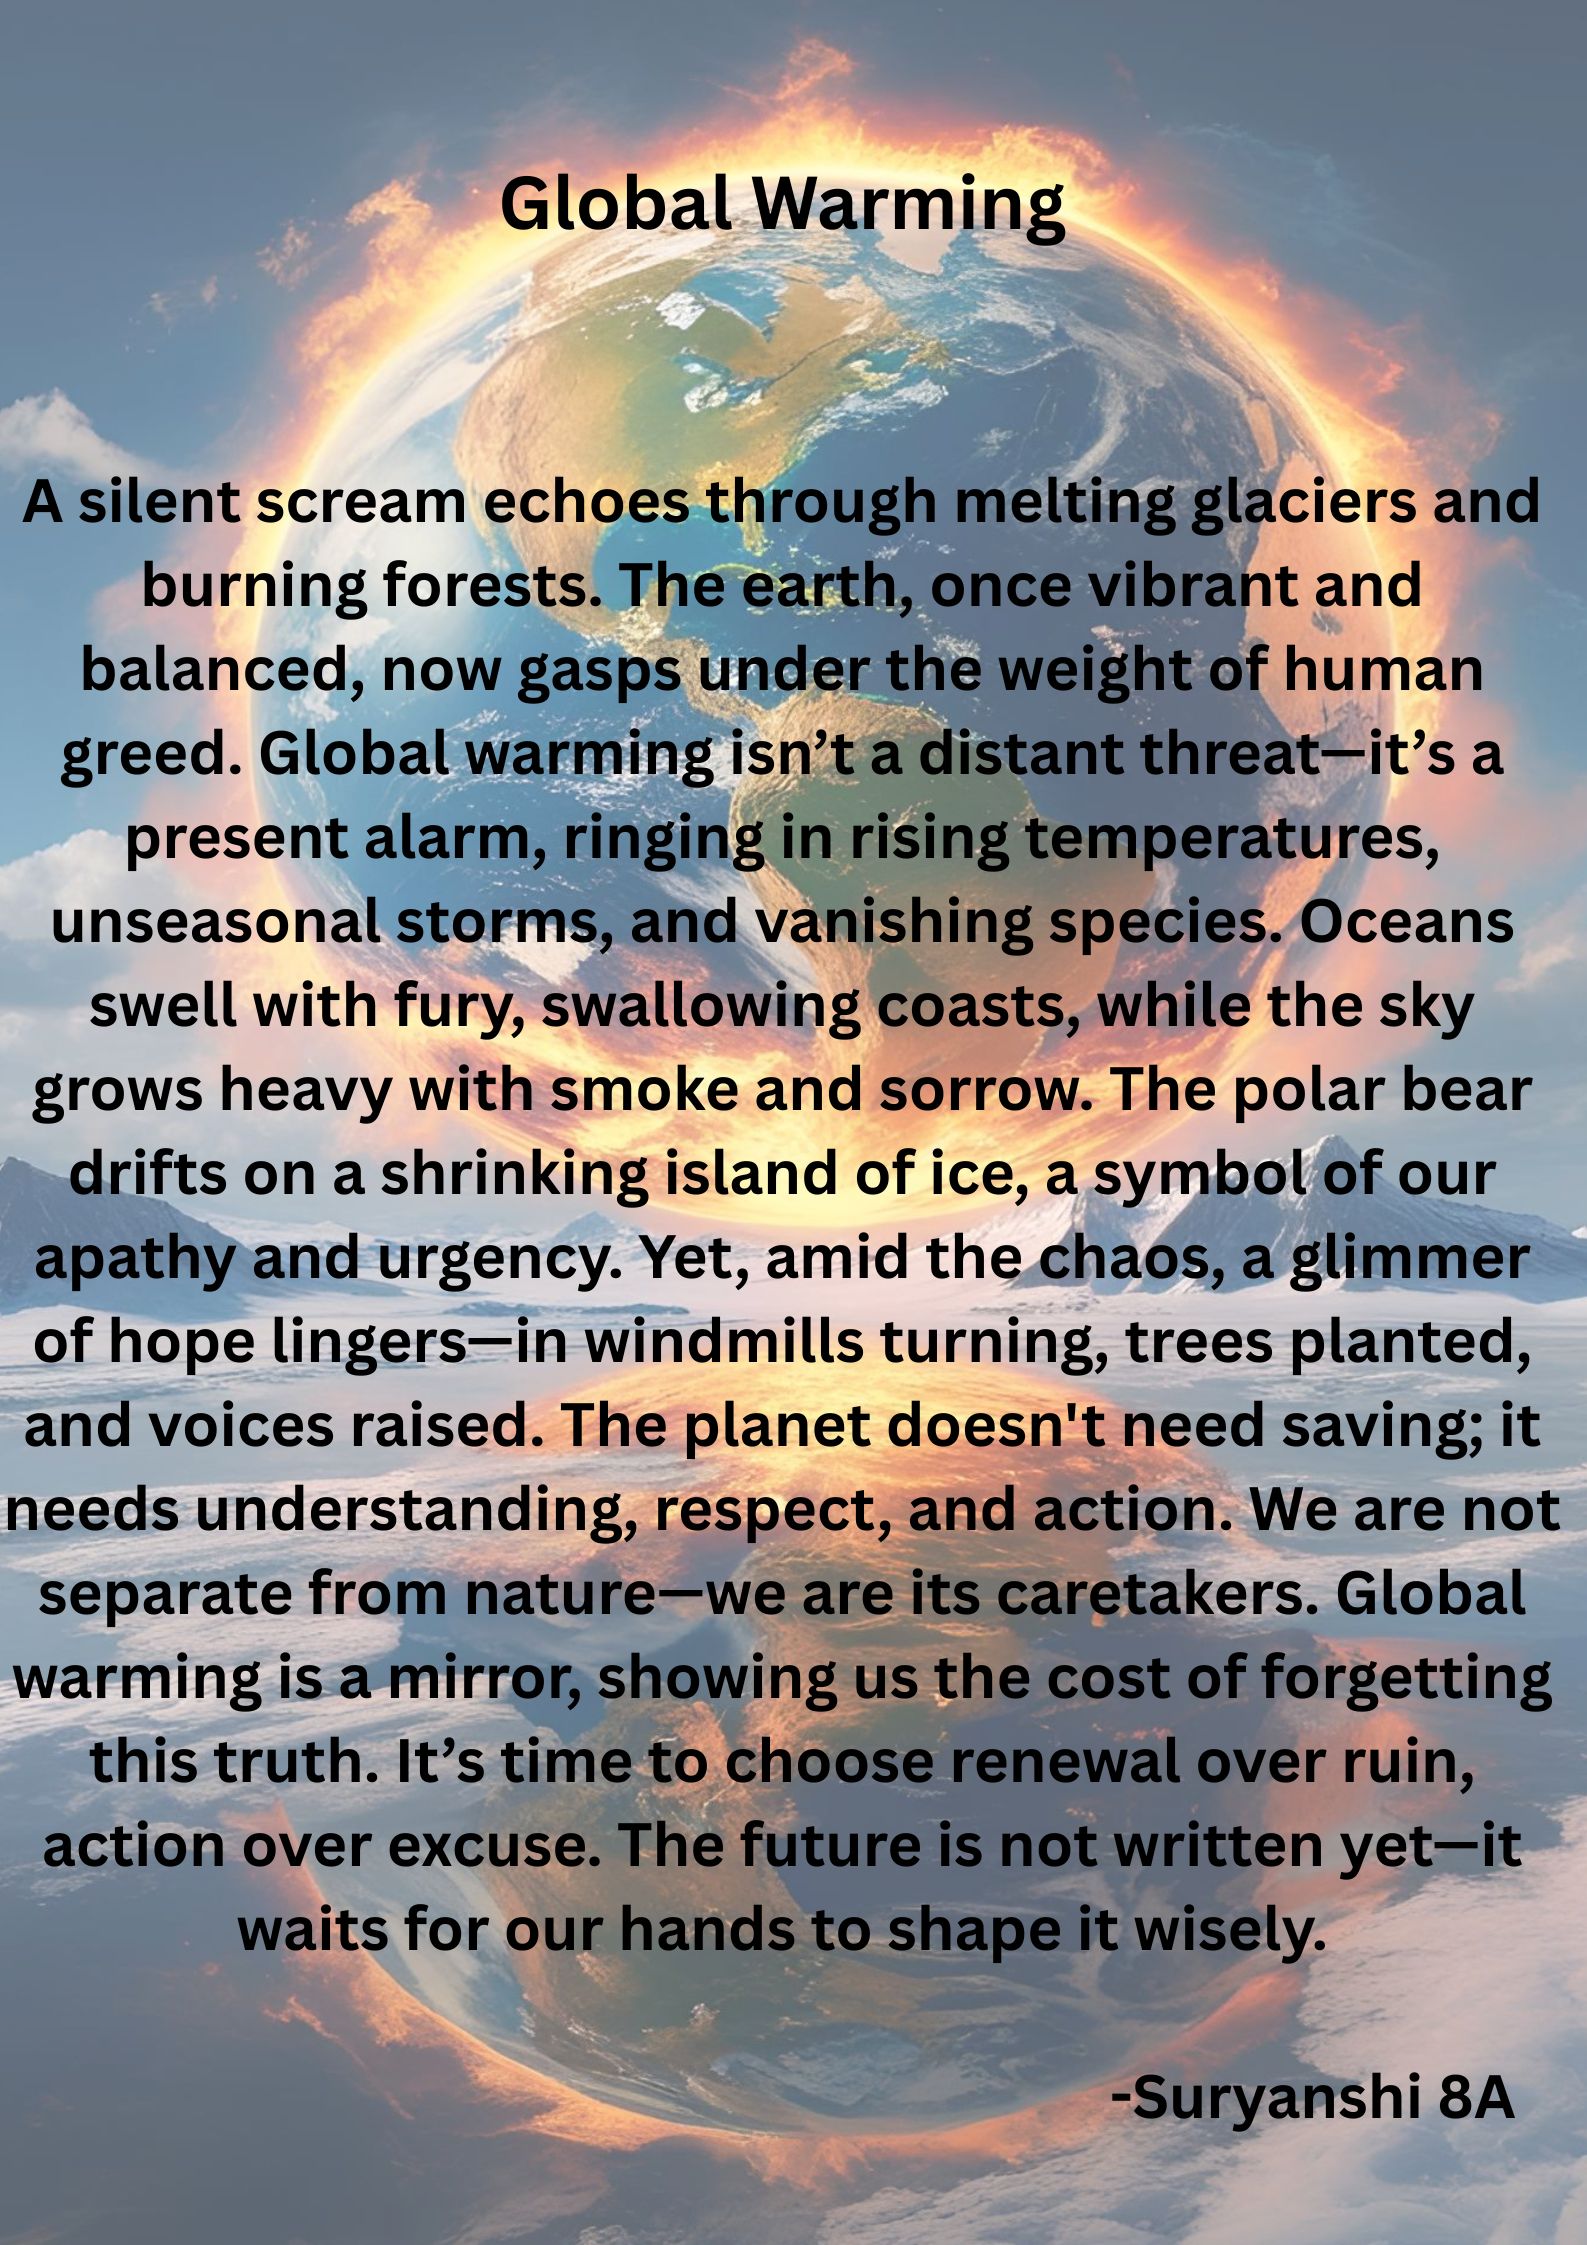 Global Warming
A silent scream echoes through melting glaciers and
burning forests. The earth, once vibrant and
balanced, now gasps under the weight of human
greed. Global warming isn’t a distant threat—it’s a
present alarm, ringing in rising temperatures,
unseasonal storms, and vanishing species. Oceans
swell with fury, swallowing coasts, while the sky
grows heavy with smoke and sorrow. The polar bear
drifts on a shrinking island of ice, a symbol of our
apathy and urgency. Yet, amid the chaos, a glimmer
of hope lingers—in windmills turning, trees planted,
and voices raised. The planet doesn't need saving; it
needs understanding, respect, and action. We are not
separate from nature—we are its caretakers. Global
warming is a mirror, showing us the cost of forgetting
this truth. It’s time to choose renewal over ruin,
action over excuse. The future is not written yet—it
waits for our hands to shape it wisely.
-Suryanshi 8A